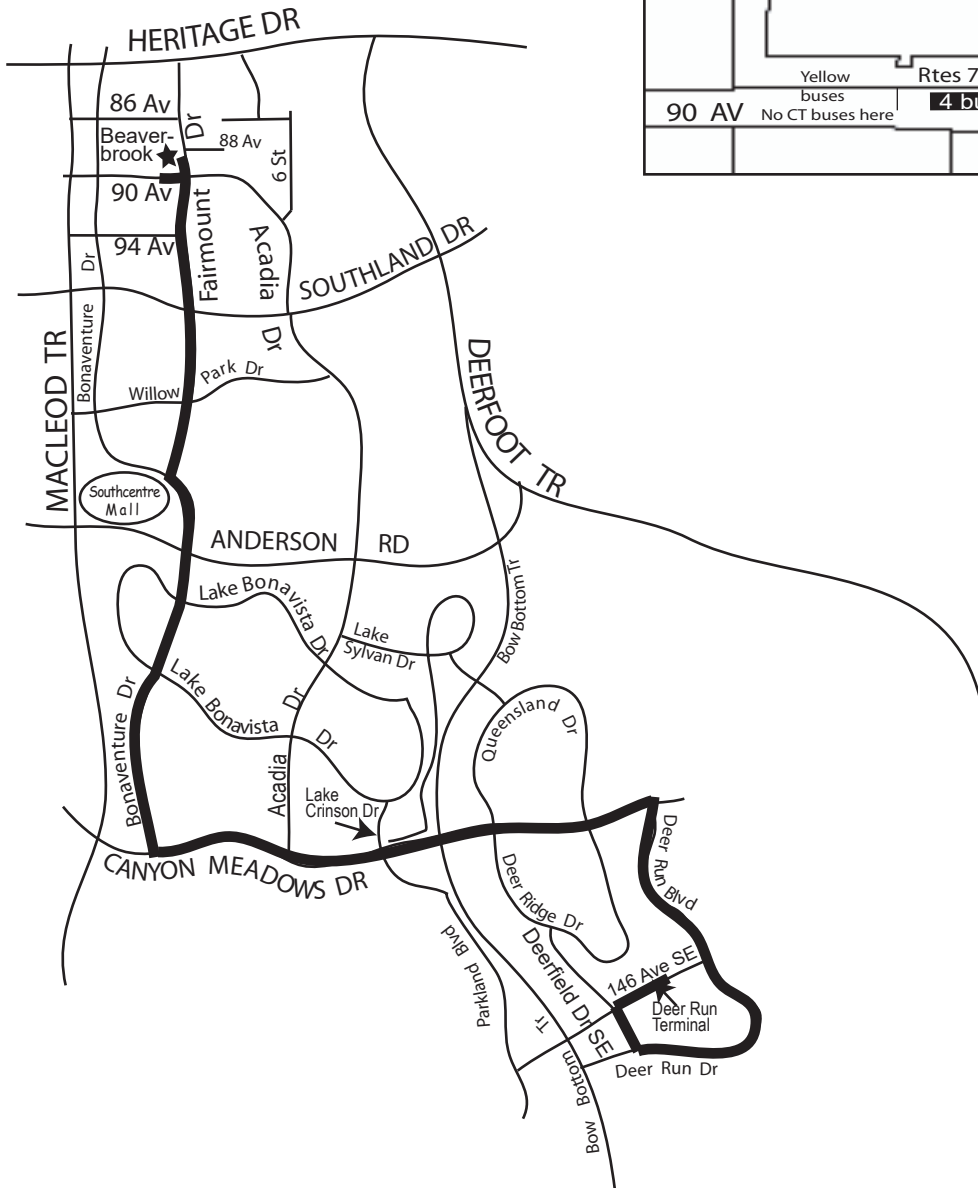 HERITAGE DR
Yellow
buses
No CT buses here
Rtes 7
4 bu
90 AV
86 Av
Dr
Beaver-
brook
88 Av
6 St
90 Av
Fairmount
94 Av
Acadia
Dr
SOUTHLAND DR
Dr
Bonaventure
MACLEOD TR
Willow Park Dr
DEERFOOT TR
Southcentre
Mall
ANDERSON RD
Bow Bottom Tr
Lake Bonavista Dr
Lake
Sylvan Dr
Lake Bonavista Dr
Acadia Dr
Bonaventure Dr
Queensland Dr
Lake
Crinson Dr
CANYON MEADOWS DR
Deer Run Blvd
Deer Ridge Dr
Parkland Blvd
Deerfield Dr SE
146 Ave SE
Deer Run
Terminal
Deer Run Dr
Bow Bottom Tr